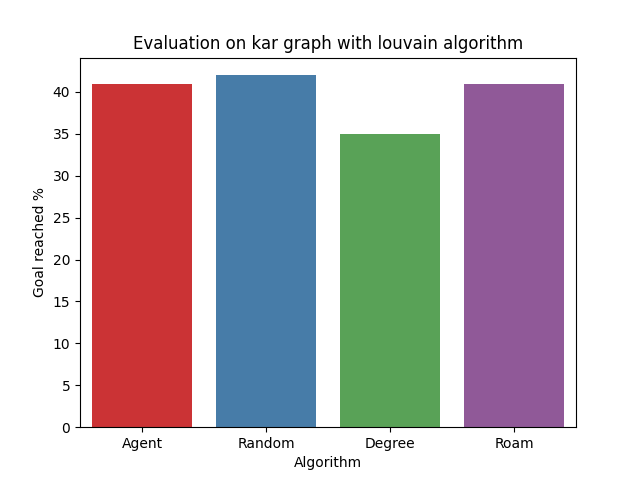 Evaluation on kar graph with louvain algorithm
Goal reached %
40
35
30
25
20
15
10
5
0
Agent Random Degree Roam
Algorithm